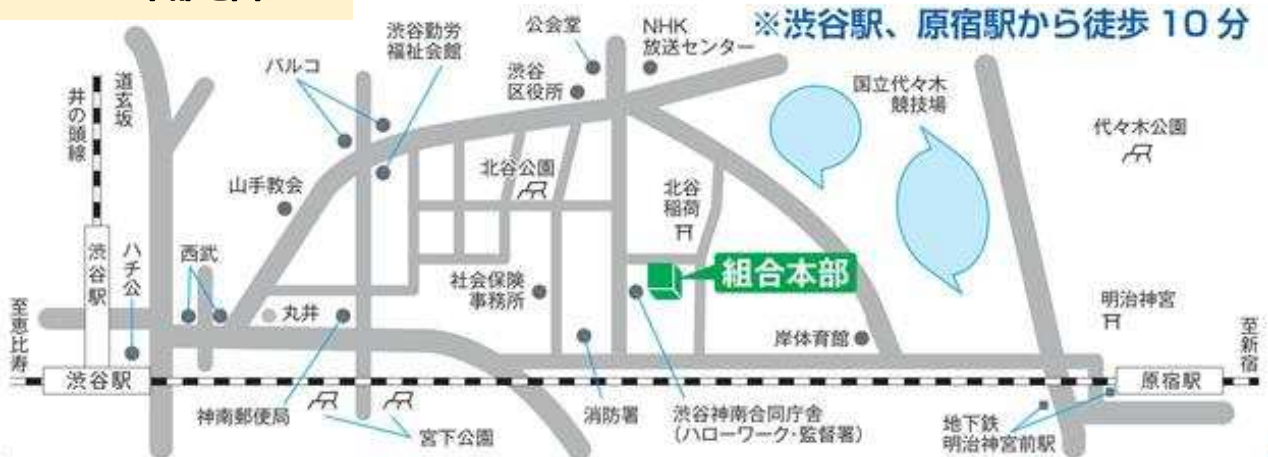 ※渋谷駅、原宿駅から徒歩 10 分
道玄坂
井の頭線
パルコ
渋谷勤労
福祉会館
公会堂
渋谷
区役所
NHK
放送センター
国立代々木
競技場
代々木公園
山手教会
北谷公園
北谷
稲荷
渋谷駅
ハチ公
西武
丸井
社会保険
事務所
組合本部
岸体育館
明治神宮
至恵比寿
至新宿
渋谷駅
原宿駅
神南郵便局
宮下公園
消防署
渋谷神南合同庁舎
(ハローワーク・監督署)
地下鉄
明治神宮前駅